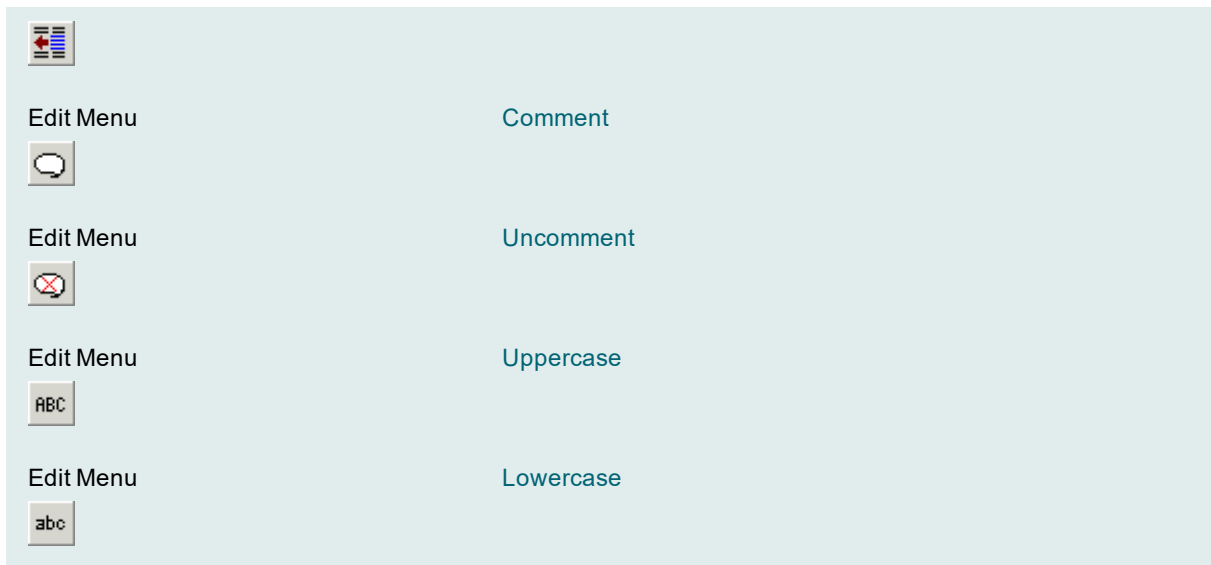 Edit Menu Comment
Edit Menu Uncomment
Edit Menu Uppercase
ABC
Edit Menu Lowercase
abc